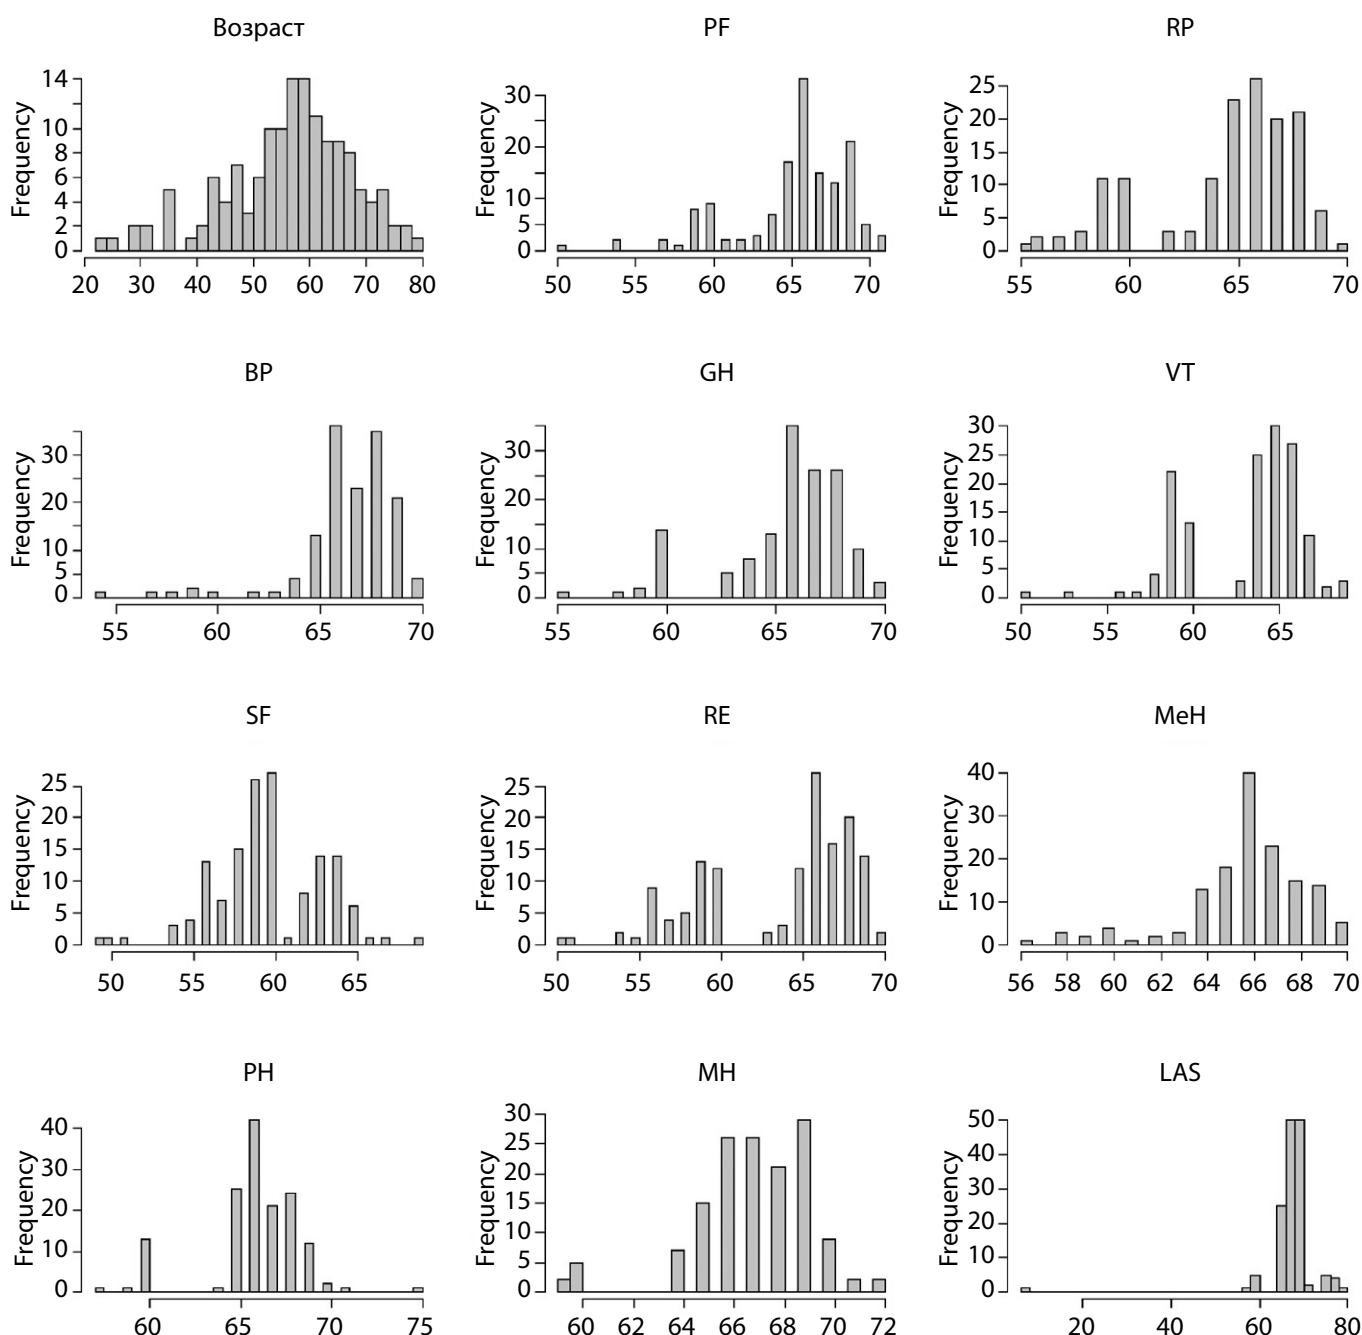 Возраст PF RP
Frequency 0 2 4 6 8 10 14
20 30 40 50 60 70 80
Frequency 0 5 10 20 30
50 55 60 65 70
Frequency 0 5 10 15 20 25
55 60 65 70
BP GH VT
Frequency 0 5 10 20 30
55 60 65 70
Frequency 0 5 10 20 30
55 60 65 70
Frequency 0 5 10 15 20 25 30
50 55 60 65
SF RE MeH
Frequency 0 5 10 15 20 25
50 55 60 65
Frequency 0 5 10 15 20 25
50 55 60 65 70
Frequency 0 10 20 30 40
56 58 60 62 64 66 68 70
PH MH LAS
Frequency 0 10 20 30 40
60 65 70 75
Frequency 0 5 10 15 20 25 30
60 62 64 66 68 70 72
Frequency 0 10 20 30 50
20 40 60 80